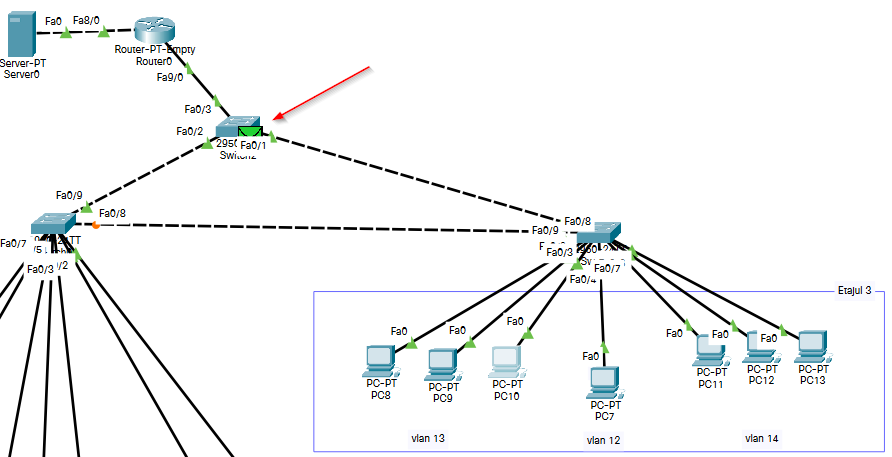 Fa0
Fa8/0
Server-PT
Server0
Router-PT-Empty
Router0
Fa9/0
Fa0/3
Fa0/2
Fa0/1
Fa0/9
Fa0/8
Fa0/7
Fa0/3
Fa0/8
Fa0/9
Fa0/3
Fa0/4
Fa0/7
Etajul 3
Fa0
Fa0
Fa0
Fa0
Fa0
Fa0
Fa0
PC-PT
PC8
PC-PT
PC9
PC-PT
PC10
PC-PT
PC7
PC-PT
PC11
PC-PT
PC12
PC-PT
PC13
vlan 13
vlan 12
vlan 14